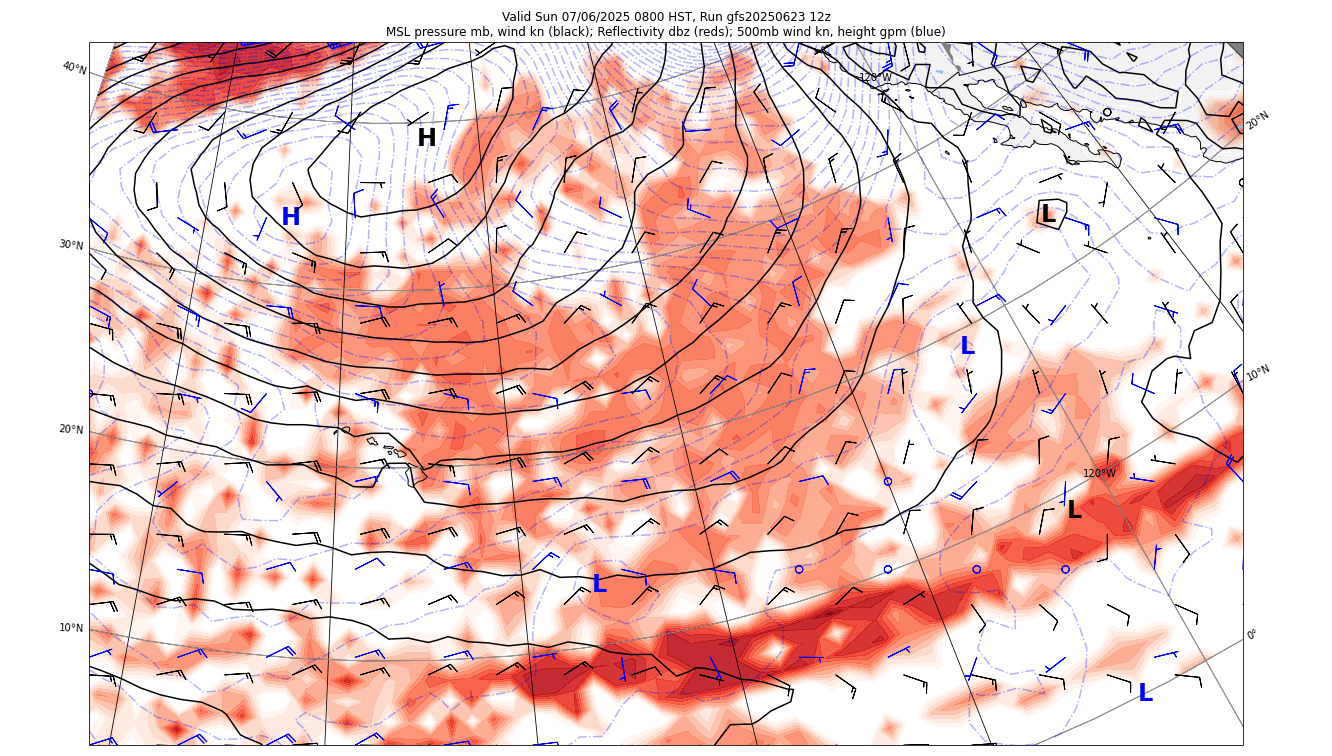 Valid Sun 07/06/2025 0800 HST, Run gfs20250623 12z
MSL pressure mb, wind kn (black); Reflectivity dbz (reds); 500mb wind kn, height gpm (blue)
40°N
120°W
20°N
H
H
L
30°N
L
10°N
20°N
120°W
L
L
10°N
0°
L